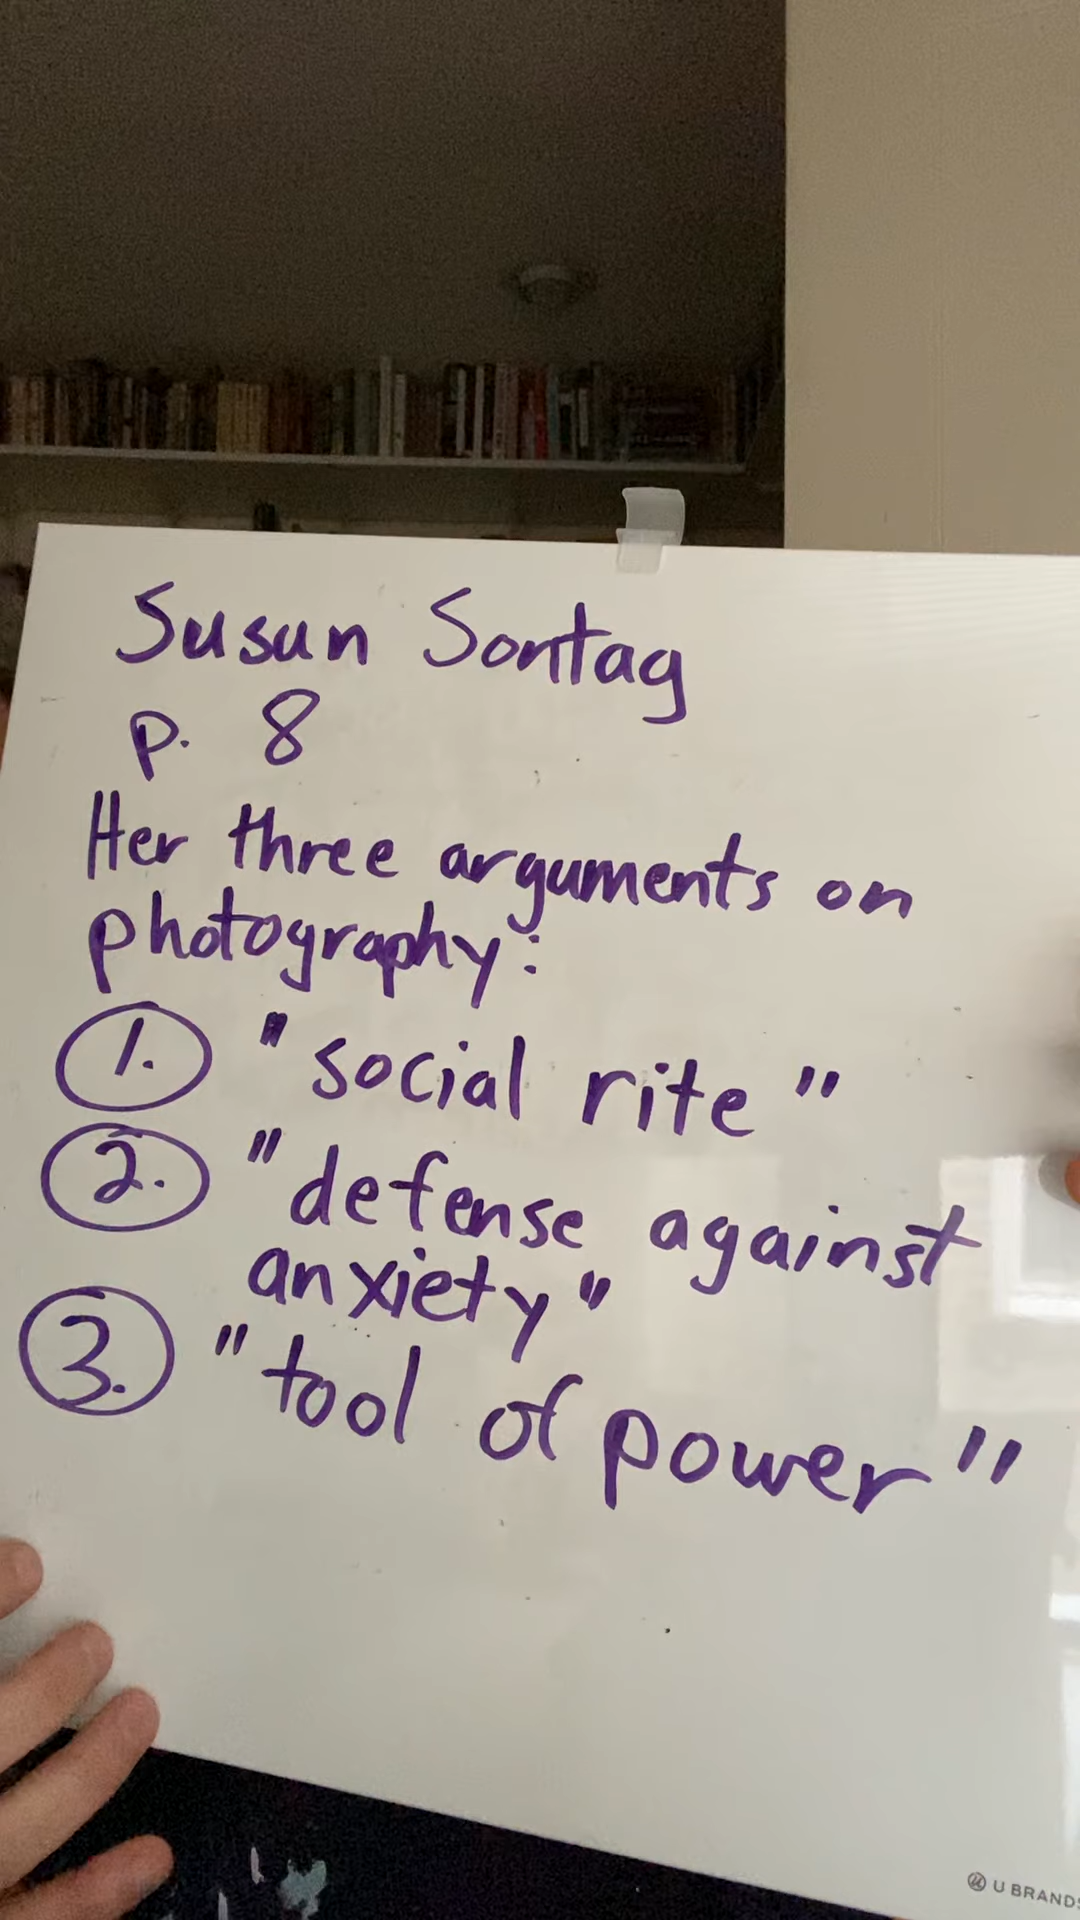 Susan Sontag
p. 8
Her three arguments on
photography:
1. "social rite"
2. "defense against
anxiety"
3. "tool of power"
U BRANDS